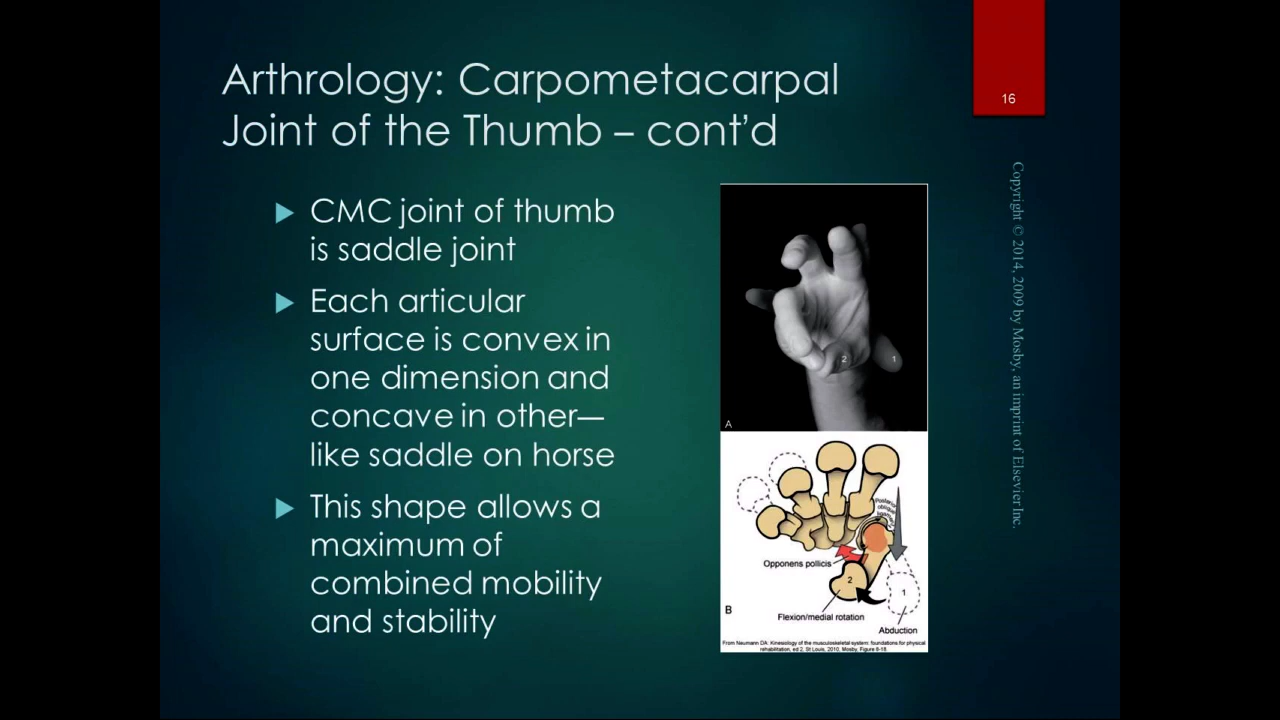 Arthrology: Carpometacarpal
Joint of the Thumb – cont’d
16
CMC joint of thumb
is saddle joint
Each articular
surface is convex in
one dimension and
concave in other—
like saddle on horse
This shape allows a
maximum of
combined mobility
and stability
2
1
A
Posterior
oblique
ligament
Opponens pollicis
2
1
B
Flexion/medial rotation
Abduction
From Neumann DA: Kinesiology of the musculoskeletal system: foundations for physical
rehabilitation, ed 2, St Louis, 2010, Mosby, Figure 8-18.
Copyright © 2014, 2009 by Mosby, an imprint of Elsevier Inc.